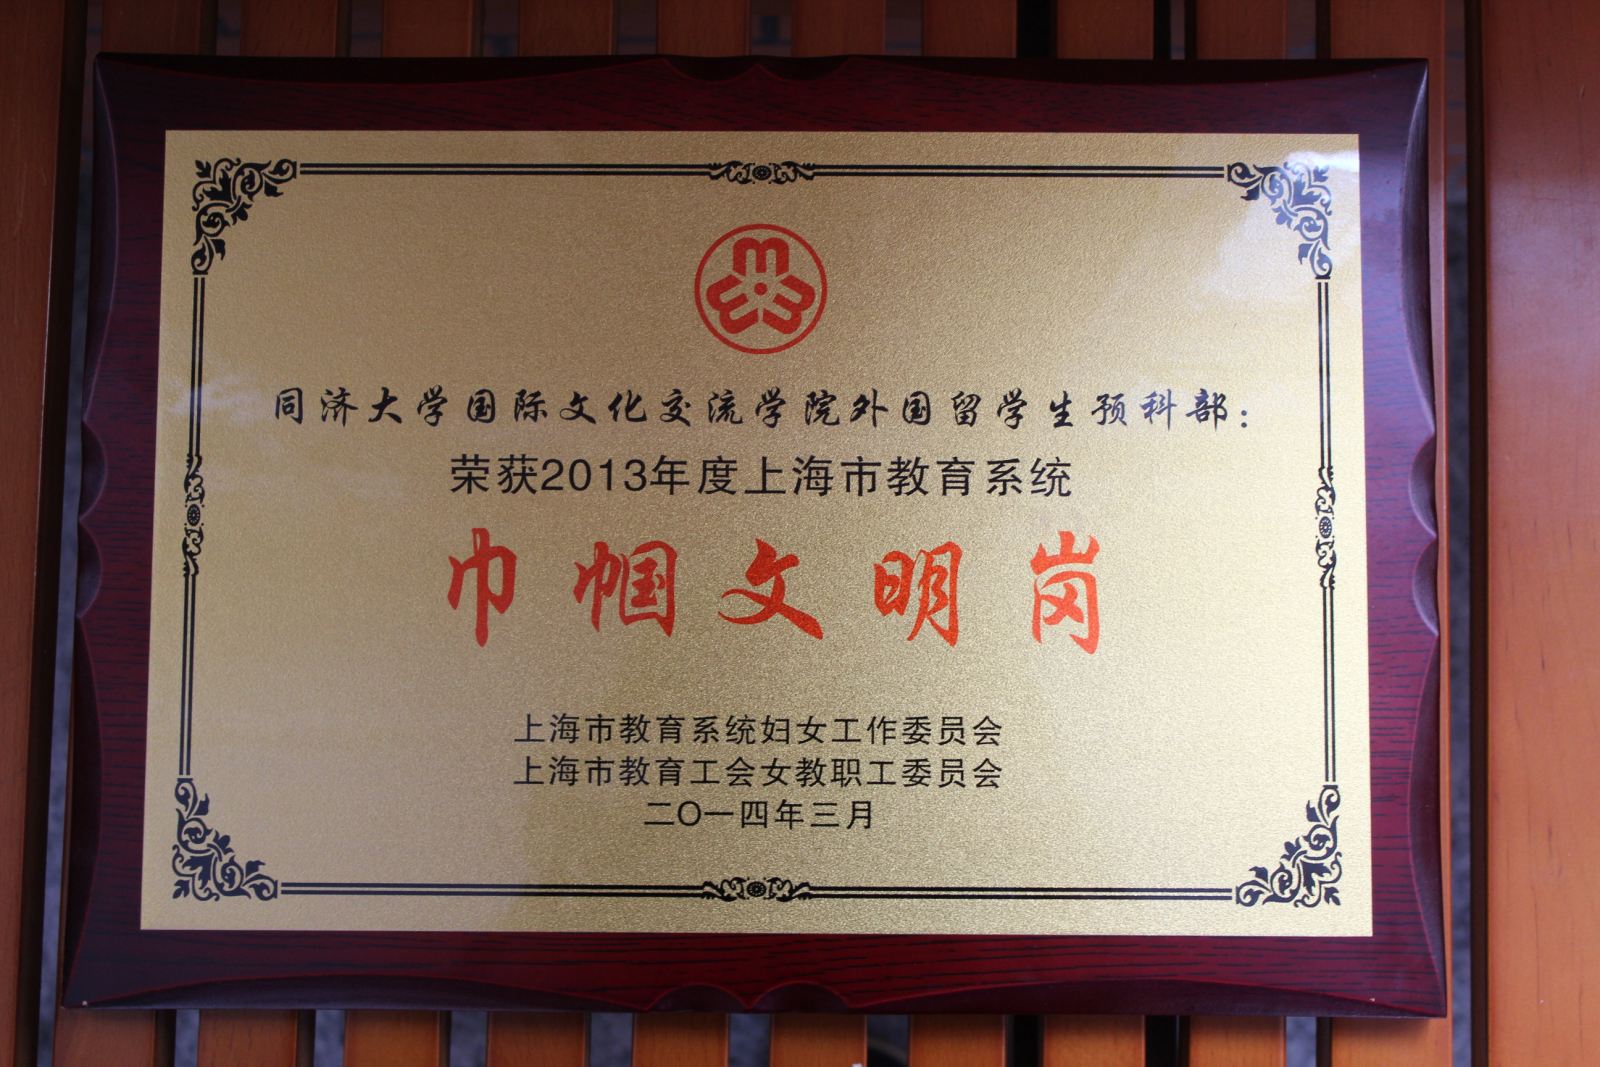 同济大学国际文化交流学院外国留学生预科部：
荣获2013年度上海市教育系统
巾帼文明岗
上海市教育系统妇女工作委员会
上海市教育工会女教职工委员会
二〇一四年三月